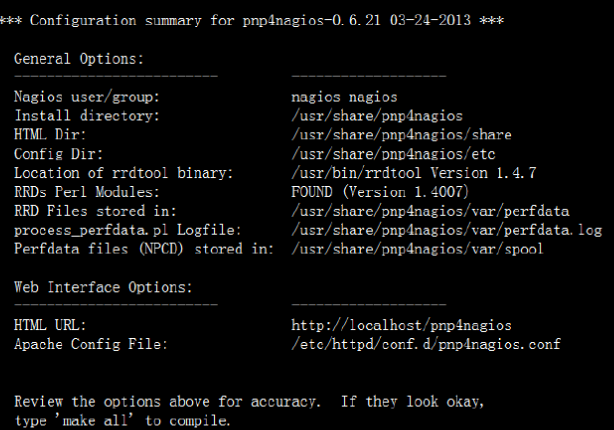 *** Configuration summary for pnp4nagios-0.6.21 03-24-2013 ***
General Options:
------------------------- -------------------
Nagios user/group: nagios nagios
Install directory: /usr/share/pnp4nagios
HTML Dir: /usr/share/pnp4nagios/share
Config Dir: /usr/share/pnp4nagios/etc
Location of rrdtool binary: /usr/bin/rrdtool Version 1.4.7
RRDs Perl Modules: FOUND (Version 1.4007)
RRD Files stored in: /usr/share/pnp4nagios/var/perfdata
process_perfdata.pl Logfile: /usr/share/pnp4nagios/var/perfdata.log
Perfdata files (NPCD) stored in: /usr/share/pnp4nagios/var/spool
Web Interface Options:
------------------------- -------------------
HTML URL: http://localhost/pnp4nagios
Apache Config File: /etc/httpd/conf.d/pnp4nagios.conf
Review the options above for accuracy. If they look okay,
type 'make all' to compile.